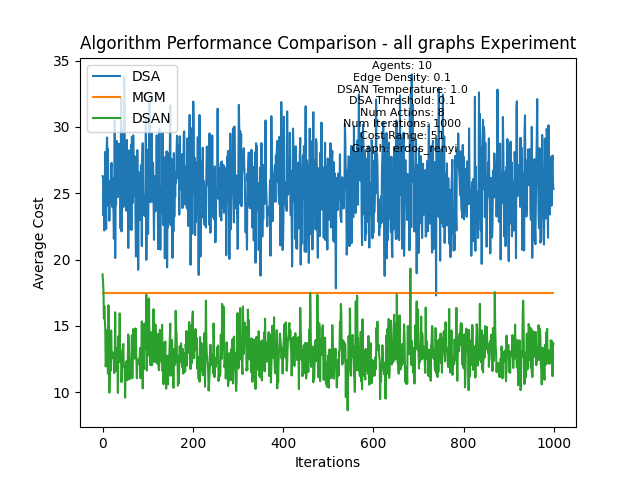 Algorithm Performance Comparison - all graphs Experiment
DSA
MGM
DSAN
Agents: 10
Edge Density: 0.1
DSAN Temperature: 1.0
DSA Threshold: 0.1
Num Actions: 8
Num Iterations: 1000
Cost Range: 51
Graph: erdos_renyi
Average Cost
35
30
25
20
15
10
0 200 400 600 800 1000
Iterations